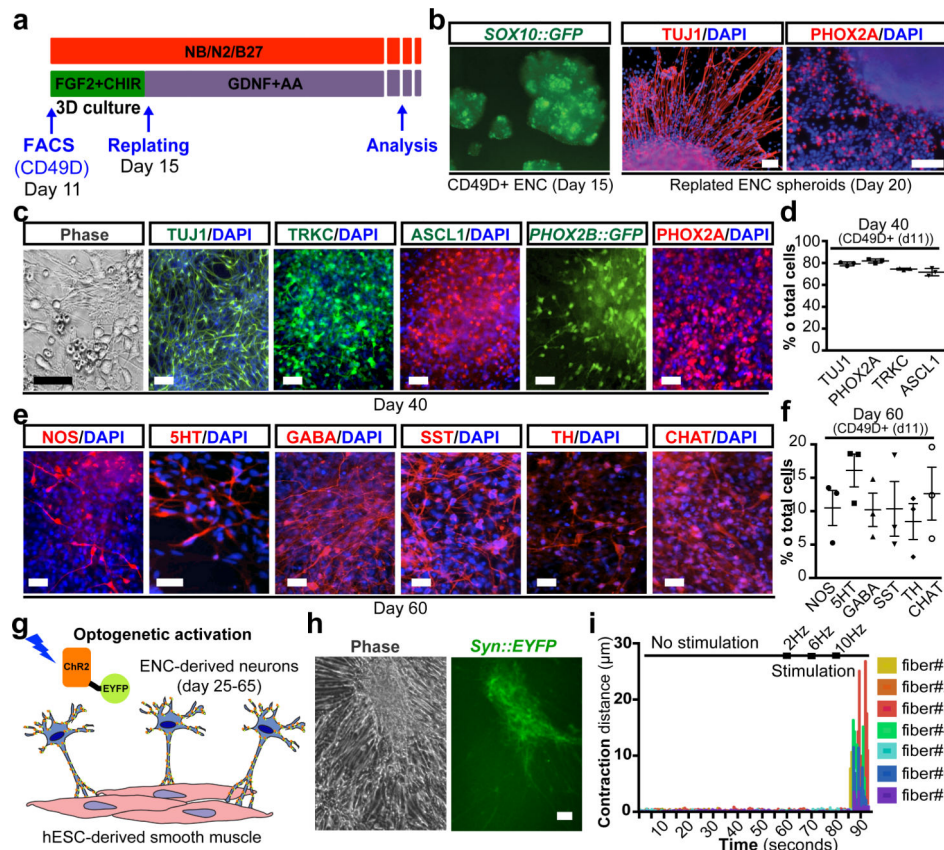 a
NB/N2/B27
FGF2+CHIR
GDNF+AA
3D culture
FACS
(CD49D)
Day 11
Replating
Day 15
Analysis
b
SOX10::GFP
TUJ1/DAPI
PHOX2A/DAPI
CD49D+ ENC (Day 15)
Replated ENC spheroids (Day 20)
c
Phase
TUJ1/DAPI
TRKC/DAPI
ASCL1/DAPI
PHOX2B::GFP
PHOX2A/DAPI
Day 40
d
Day 40
(CD49D+ (d11))
% o total cells
100
80
60
40
20
0
TUJ1
PHOX2A
TRKC
ASCL1
e
NOS/DAPI
5HT/DAPI
GABA/DAPI
SST/DAPI
TH/DAPI
CHAT/DAPI
Day 60
f
Day 60
(CD49D+ (d11))
% o total cells
20
15
10
5
0
NOS
5HT
GABA
SST
TH
CHAT
g
Optogenetic activation
ChR2
EYFP
ENC-derived neurons
(day 25-65)
hESC-derived smooth muscle
h
Phase
Syn::EYFP
i
Contraction distance (µm)
30
20
10
0
No stimulation
2Hz
6Hz
10Hz
Stimulation
10
20
30
40
50
60
70
80
90
Time (seconds)
fiber#
fiber#
fiber#
fiber#
fiber#
fiber#
fiber#